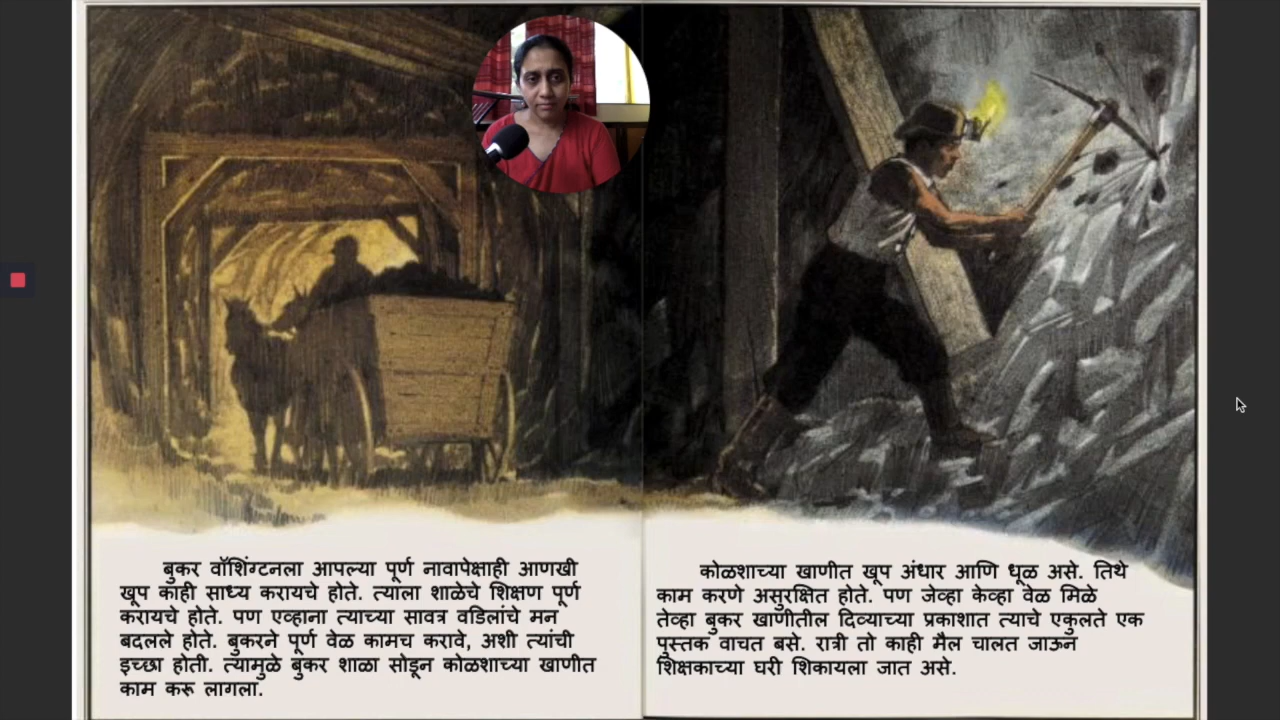 बुकर वॉशिंग्टनला आपल्या पूर्ण नावापेक्षाही आणखी
खूप काही साध्य करायचे होते. त्याला शाळेचे शिक्षण पूर्ण
करायचे होते. पण एव्हाना त्याच्या सावत्र वडिलांचे मन
बदलले होते. बुकरने पूर्ण वेळ कामच करावे, अशी त्यांची
इच्छा होती. त्यामुळे बुकर शाळा सोडून कोळशाच्या खाणीत
काम करू लागला.
कोळशाच्या खाणीत खूप अंधार आणि धूळ असे. तिथे
काम करणे असुरक्षित होते. पण जेव्हा केव्हा वेळ मिळे
तेव्हा बुकर खाणीतील दिव्याच्या प्रकाशात त्याचे एकुलते एक
पुस्तक वाचत बसे. रात्री तो काही मैल चालत जाऊन
शिक्षकाच्या घरी शिकायला जात असे.